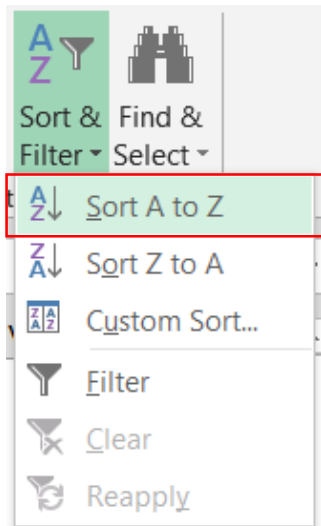 Sort & Find &
Filter Select
Sort A to Z
Sort Z to A
Custom Sort...
Filter
Clear
Reapply